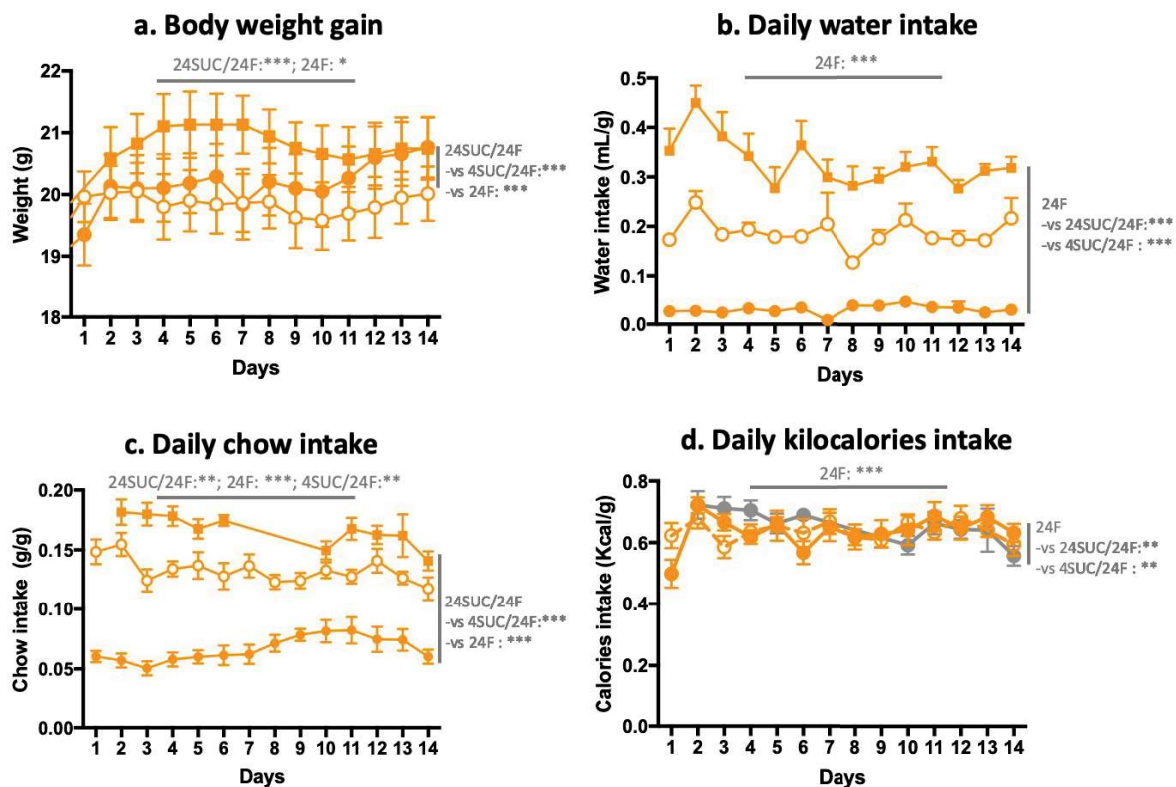 a. Body weight gain
24SUC/24F:***; 24F: *
22
21
20
19
18
Weight (g)
1 2 3 4 5 6 7 8 9 10 11 12 13 14
Days
24SUC/24F
-vs 4SUC/24F:***
-vs 24F: ***
b. Daily water intake
24F: ***
0.5
0.4
0.3
0.2
0.1
0.0
Water intake (mL/g)
1 2 3 4 5 6 7 8 9 10 11 12 13 14
Days
24F
-vs 24SUC/24F:***
-vs 4SUC/24F : ***
c. Daily chow intake
24SUC/24F:**; 24F: ***; 4SUC/24F:**
0.20
0.15
0.10
0.05
0.00
Chow intake (g/g)
1 2 3 4 5 6 7 8 9 10 11 12 13 14
Days
24SUC/24F
-vs 4SUC/24F:***
-vs 24F : ***
d. Daily kilocalories intake
24F: ***
0.8
0.6
0.4
0.2
0.0
Calories intake (Kcal/g)
1 2 3 4 5 6 7 8 9 10 11 12 13 14
Days
24F
-vs 24SUC/24F:**
-vs 4SUC/24F : **